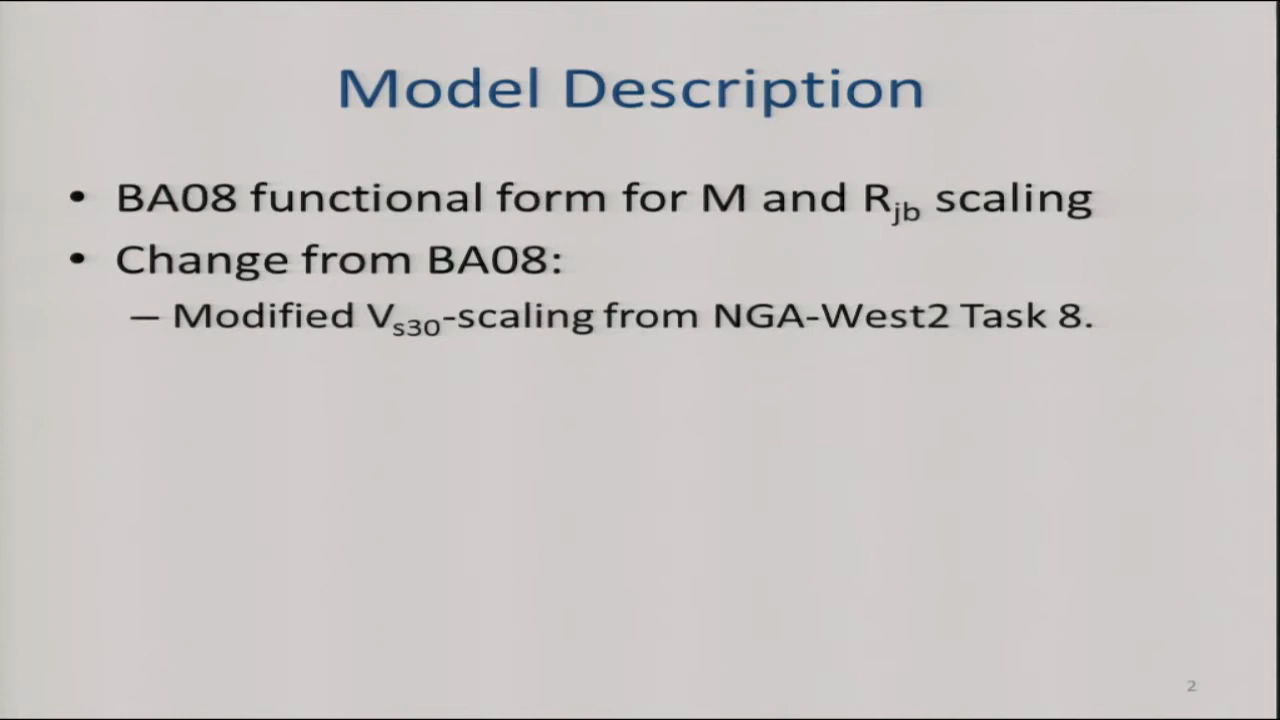 Model Description
• BA08 functional form for M and Rjb scaling
• Change from BA08:
– Modified Vs30-scaling from NGA-West2 Task 8.
2